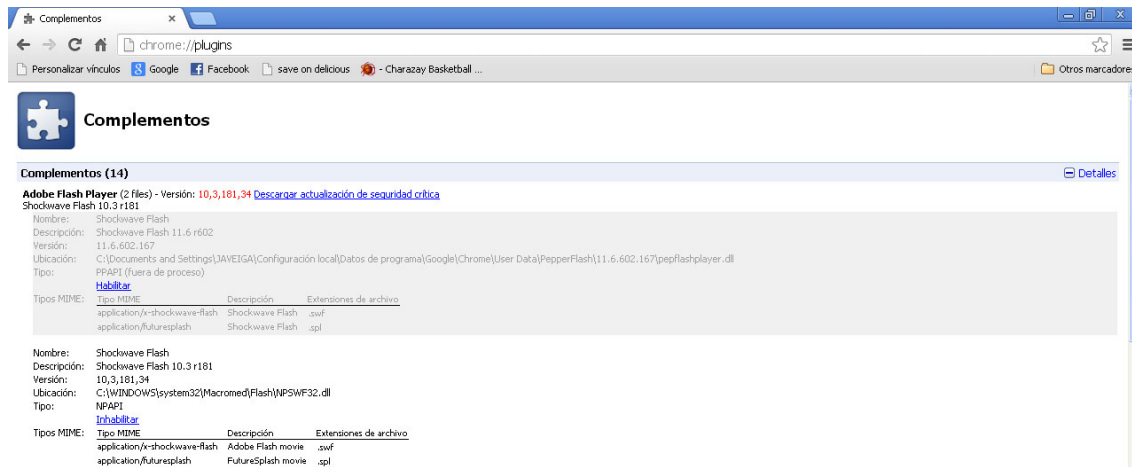 Complementos
chrome://plugins
Personalizar vínculos Google Facebook save on delicious - Charazay Basketball ... Otros marcadores
Complementos
Complementos (14) Detalles
Adobe Flash Player (2 files) - Versión: 10,3,181,34 Descargar actualización de seguridad crítica
Shockwave Flash 10.3 r181
Nombre: Shockwave Flash
Descripción: Shockwave Flash 11.6 r602
Versión: 11.6.602.167
Ubicación: C:\Documents and Settings\JAVEIGA\Configuración local\Datos de programa\Google\Chrome\User Data\PepperFlash\11.6.602.167\pepflashplayer.dll
Tipo: PPAPI (fuera de proceso)
Habilitar
Tipos MIME: Tipo MIME Descripción Extensiones de archivo
application/x-shockwave-flash Shockwave Flash .swf
application/futuresplash Shockwave Flash .spl
Nombre: Shockwave Flash
Descripción: Shockwave Flash 10.3 r181
Versión: 10,3,181,34
Ubicación: C:\WINDOWS\system32\Macromed\Flash\NPSWF32.dll
Tipo: NPAPI
Inhabilitar
Tipos MIME: Tipo MIME Descripción Extensiones de archivo
application/x-shockwave-flash Adobe Flash movie .swf
application/futuresplash FutureSplash movie .spl